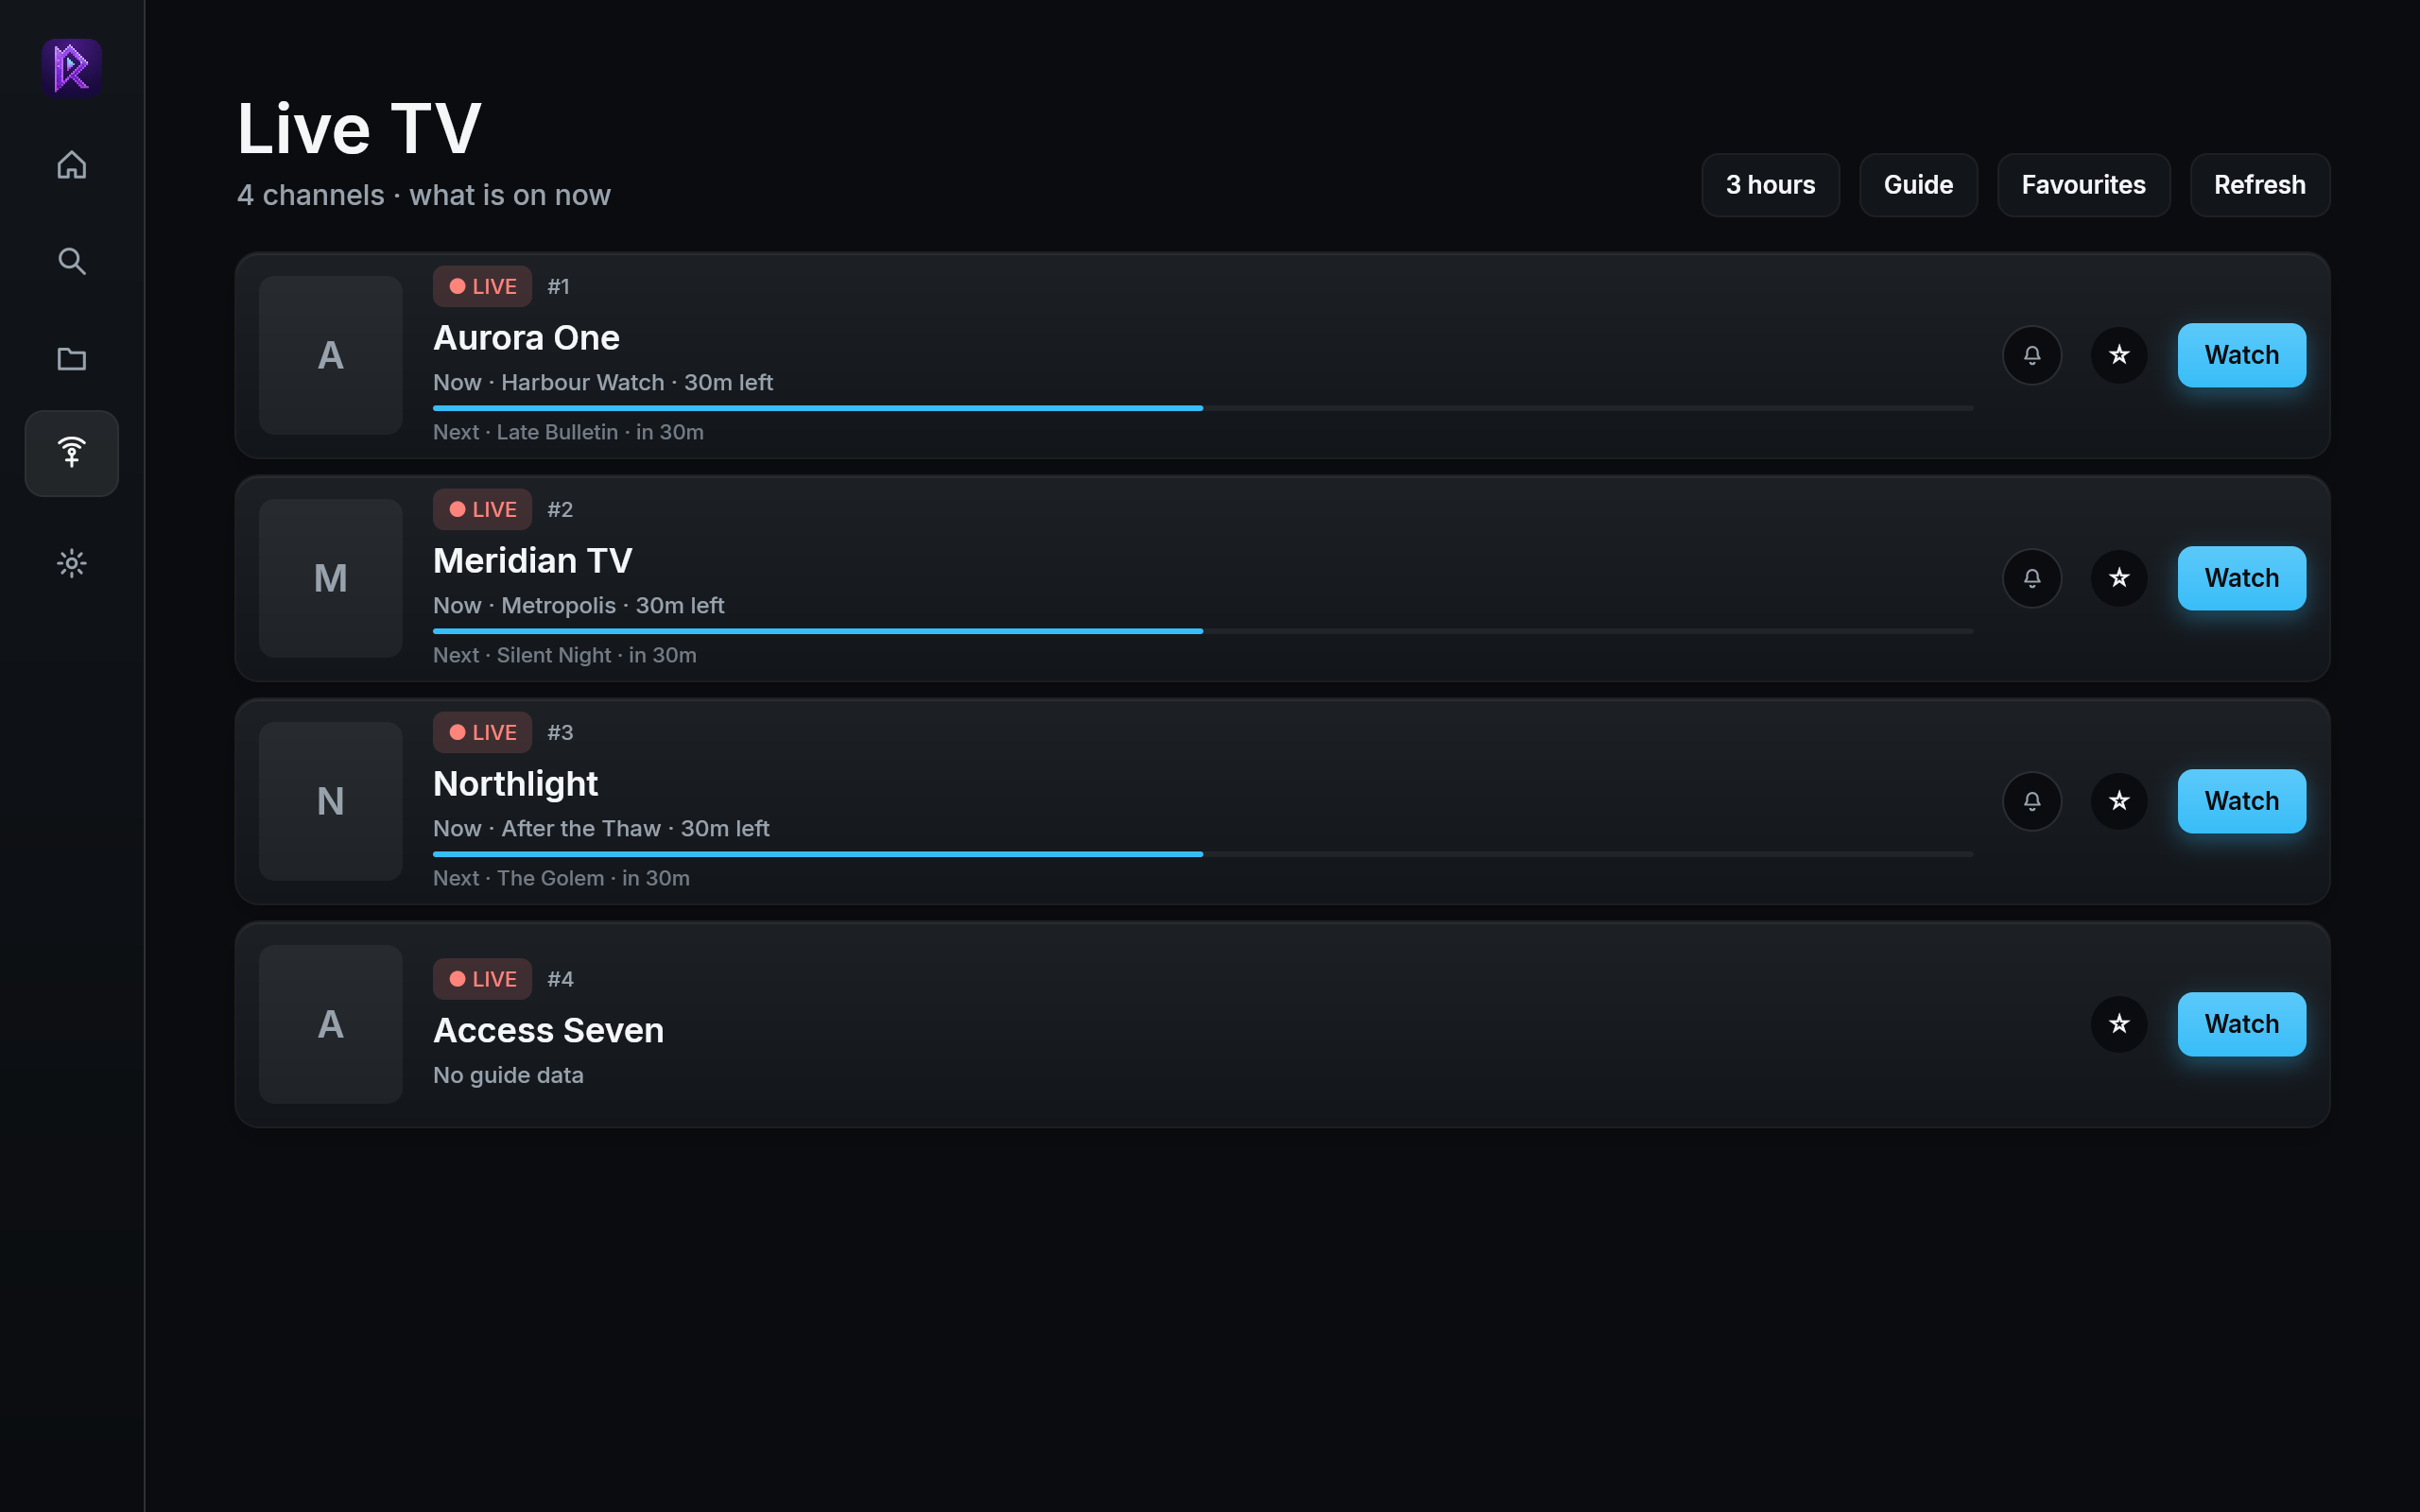 Live TV
4 channels · what is on now
3 hours
Guide
Favourites
Refresh
A
LIVE #1
Aurora One
Now · Harbour Watch · 30m left
Next · Late Bulletin · in 30m
Watch
M
LIVE #2
Meridian TV
Now · Metropolis · 30m left
Next · Silent Night · in 30m
Watch
N
LIVE #3
Northlight
Now · After the Thaw · 30m left
Next · The Golem · in 30m
Watch
A
LIVE #4
Access Seven
No guide data
Watch